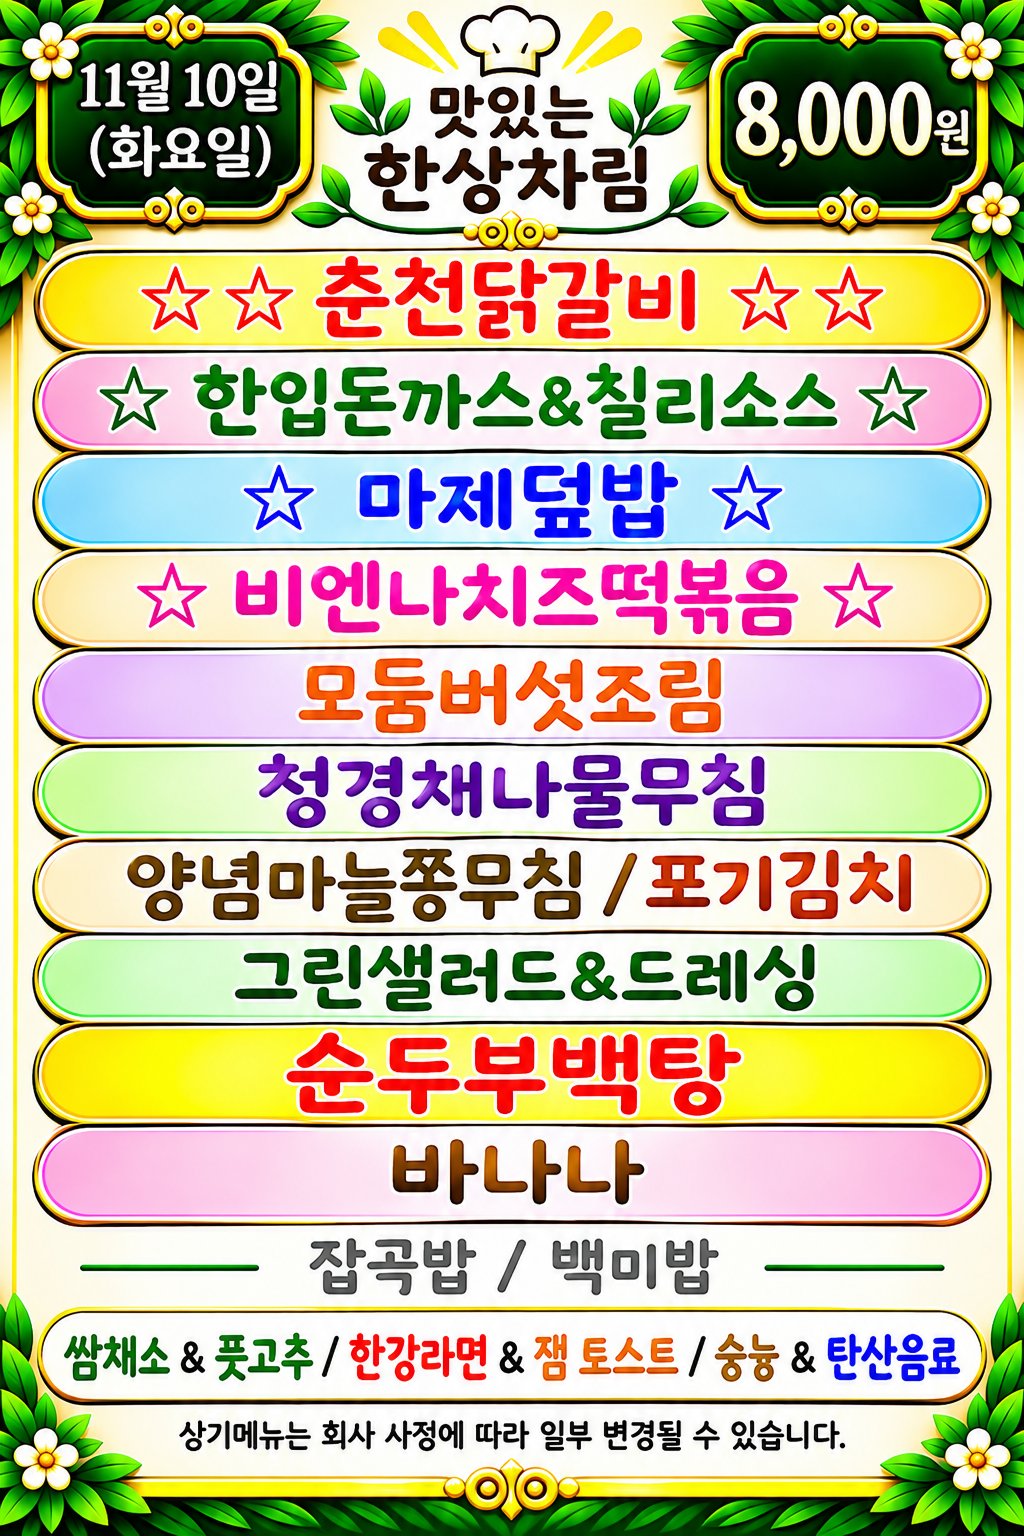 11월 10일
(화요일)
맛있는
한상차림
8,000원
☆☆ 춘천닭갈비 ☆☆
☆ 한입돈까스&칠리소스 ☆
☆ 마제덮밥 ☆
☆ 비엔나치즈떡볶음 ☆
모둠버섯조림
청경채나물무침
양념마늘쫑무침 / 포기김치
그린샐러드&드레싱
순두부백탕
바나나
잡곡밥 / 백미밥
쌈채소 & 풋고추 / 한강라면 & 잼 토스트 / 숭늉 & 탄산음료
상기메뉴는 회사 사정에 따라 일부 변경될 수 있습니다.